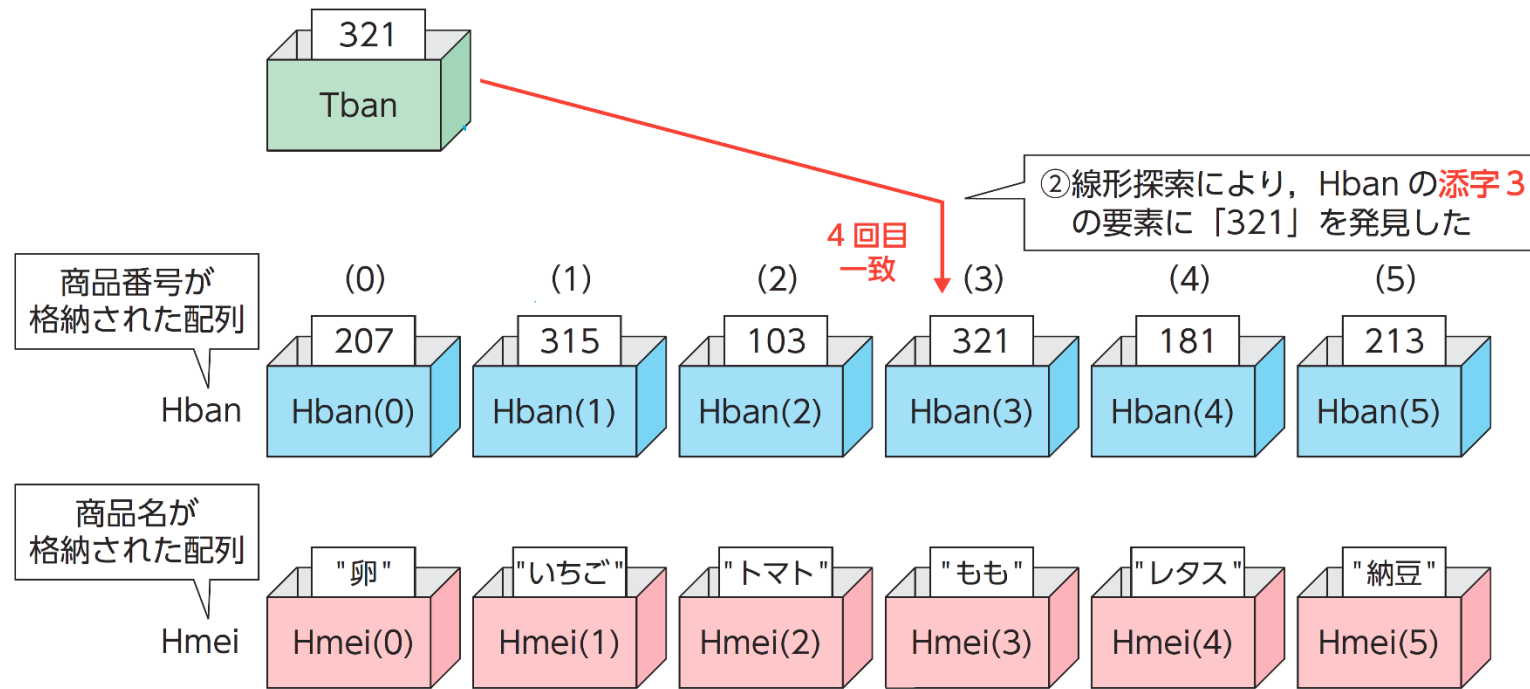 321
Tban
②線形探索により，Hban の添字 3
の要素に「321」を発見した
4 回目
一致
商品番号が
格納された配列
(0) (1) (2) (3) (4) (5)
207 315 103 321 181 213
Hban Hban(0) Hban(1) Hban(2) Hban(3) Hban(4) Hban(5)
商品名が
格納された配列
"卵" "いちご" "トマト" "もも" "レタス" "納豆"
Hmei Hmei(0) Hmei(1) Hmei(2) Hmei(3) Hmei(4) Hmei(5)